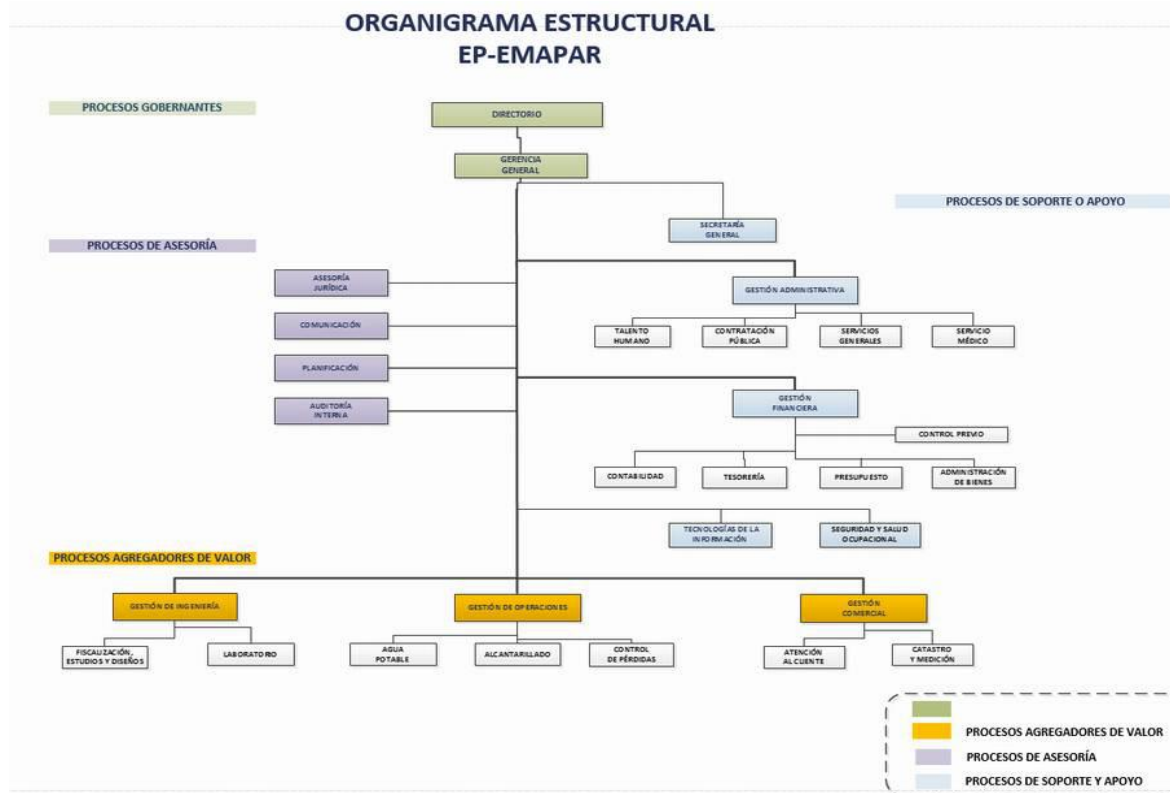 ORGANIGRAMA ESTRUCTURAL
EP-EMAPAR
PROCESOS GOBERNANTES
DIRECTORIO
GERENCIA
GENERAL
PROCESOS DE SOPORTE O APOYO
SECRETARÍA
GENERAL
PROCESOS DE ASESORÍA
ASESORÍA
JURÍDICA
COMUNICACIÓN
PLANIFICACIÓN
AUDITORÍA
INTERNA
GESTIÓN ADMINISTRATIVA
TALENTO
HUMANO
CONTRATACIÓN
PÚBLICA
SERVICIOS
GENERALES
SERVICIO
MÉDICO
GESTIÓN
FINANCIERA
CONTROL PREVIO
CONTABILIDAD
TESORERÍA
PRESUPUESTO
ADMINISTRACIÓN
DE BIENES
TECNOLOGÍAS DE LA
INFORMACIÓN
SEGURIDAD Y SALUD
OCUPACIONAL
PROCESOS AGREGADORES DE VALOR
GESTIÓN DE INGENIERÍA
GESTIÓN DE OPERACIONES
GESTIÓN
COMERCIAL
FISCALIZACIÓN,
ESTUDIOS Y DISEÑOS
LABORATORIO
AGUA
POTABLE
ALCANTARILLADO
CONTROL
DE PÉRDIDAS
ATENCIÓN
AL CLIENTE
CATASTRO
Y MEDICIÓN
PROCESOS AGREGADORES DE VALOR
PROCESOS DE ASESORÍA
PROCESOS DE SOPORTE Y APOYO